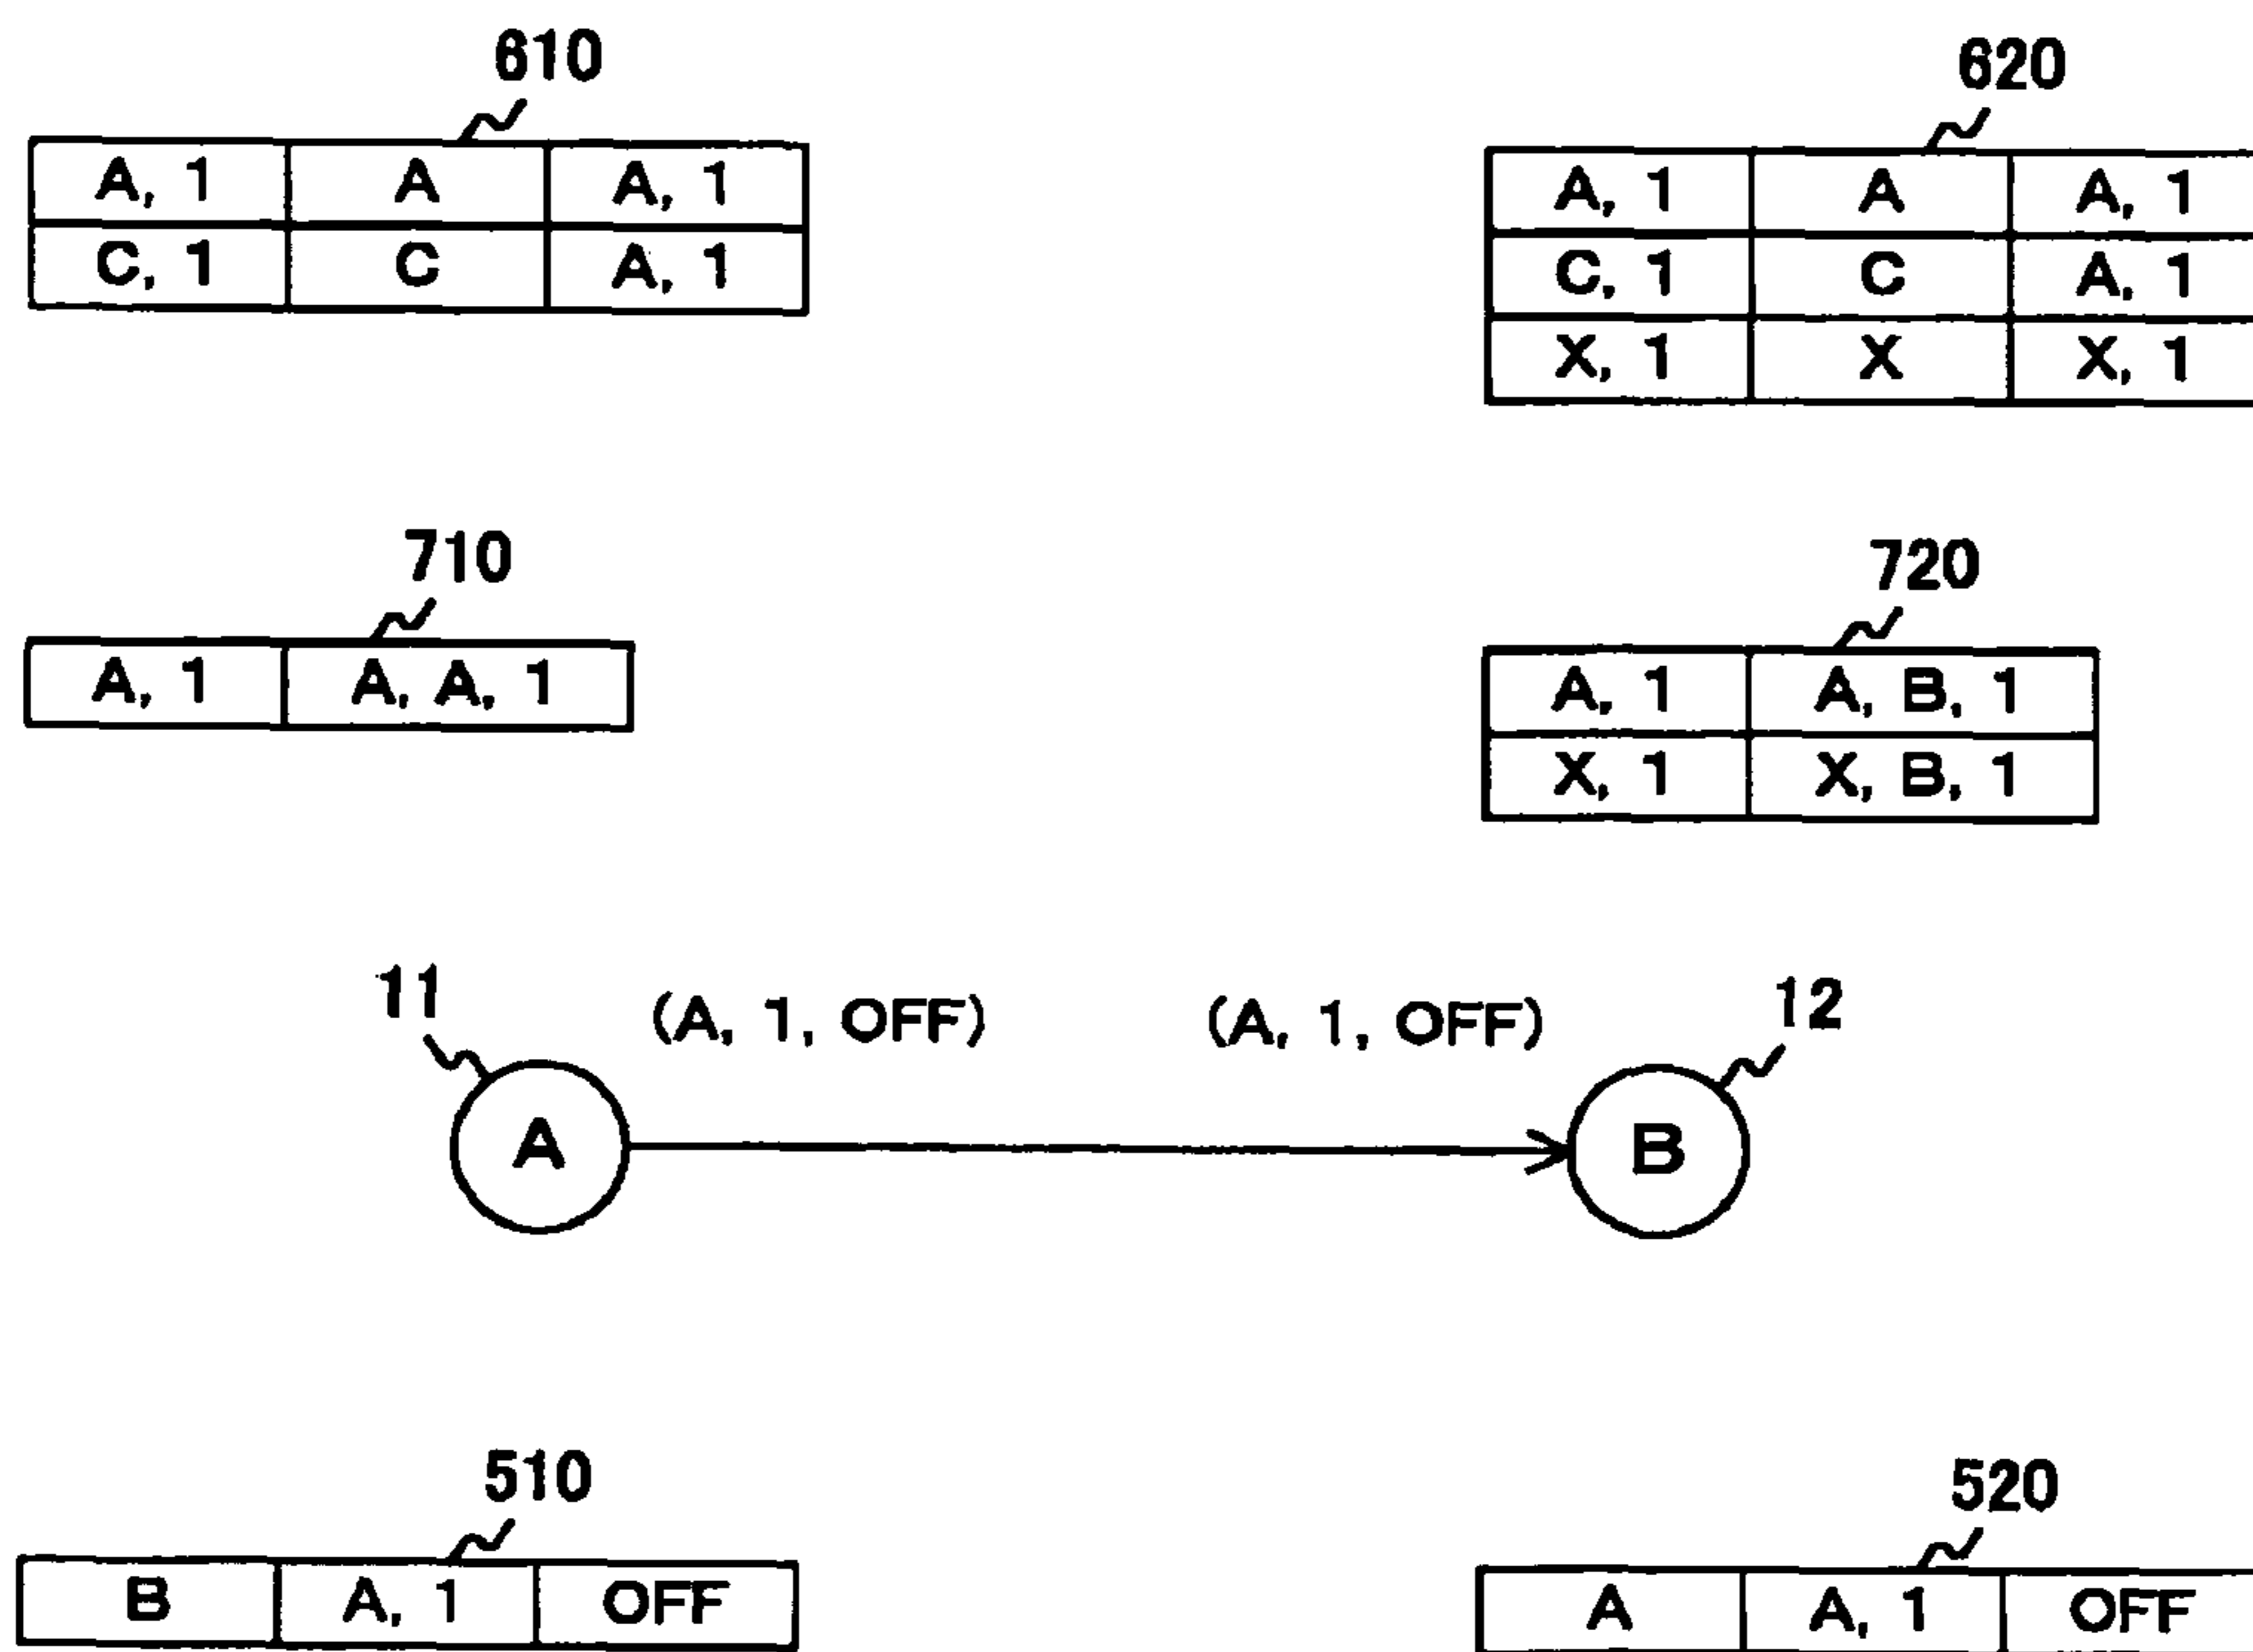 610
A, 1 A A, 1
C, 1 C A, 1
620
A, 1 A A, 1
C, 1 C A, 1
X, 1 X X, 1
710
A, 1 A, A, 1
720
A, 1 A, B, 1
X, 1 X, B, 1
11 (A, 1, OFF) (A, 1, OFF) 12
A B
510
B A, 1 OFF
520
A A, 1 OFF